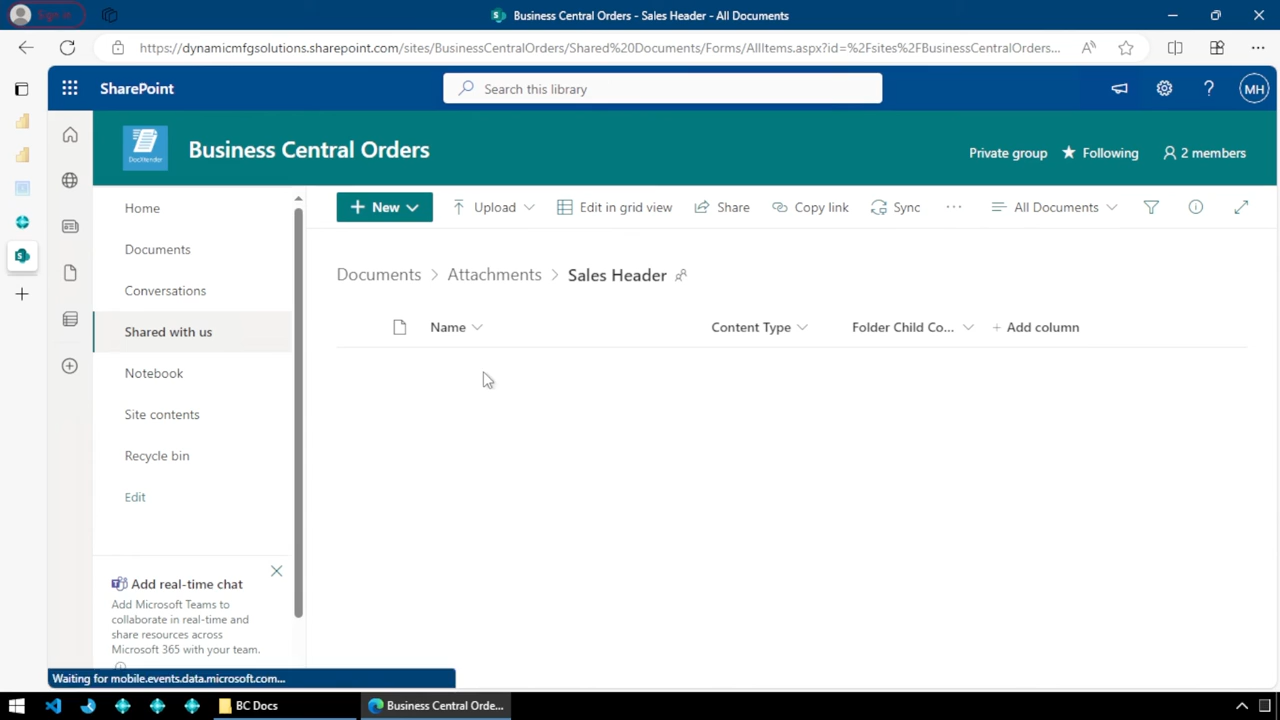 Sign in
Business Central Orders - Sales Header - All Documents
https://dynamicmfgsolutions.sharepoint.com/sites/BusinessCentralOrders/Shared%20Documents/Forms/AllItems.aspx?id=%2Fsites%2FBusinessCentralOrders...
SharePoint
Search this library
MH
DocXtender
Business Central Orders
Private group
Following
2 members
Home
Documents
Conversations
Shared with us
Notebook
Site contents
Recycle bin
Edit
New
Upload
Edit in grid view
Share
Copy link
Sync
All Documents
Documents > Attachments > Sales Header
Name
Content Type
Folder Child Co...
+ Add column
Add real-time chat
Add Microsoft Teams to
collaborate in real-time and
share resources across
Microsoft 365 with your team.
Waiting for mobile.events.data.microsoft.com...
BC Docs
Business Central Orde...